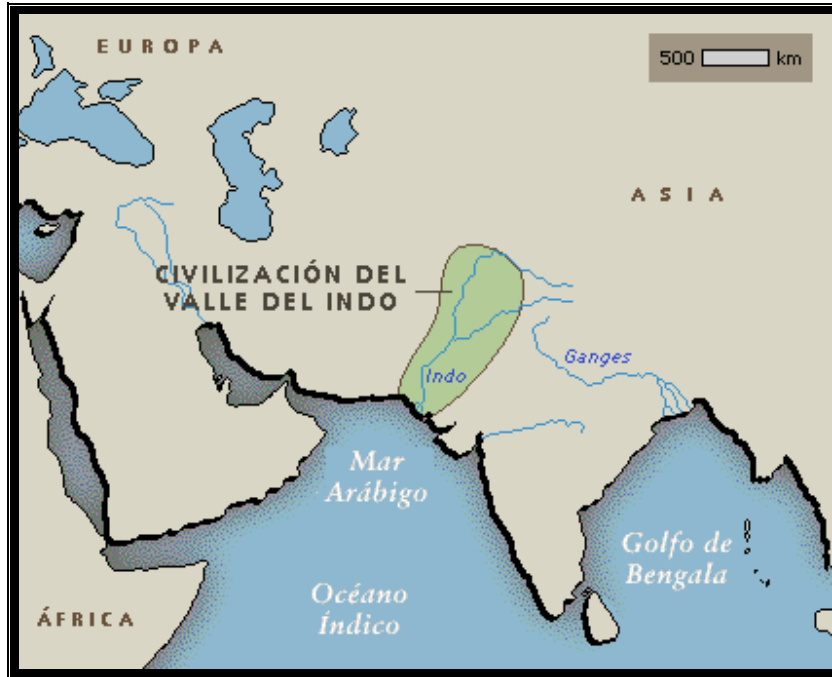 EUROPA
500 km
ASIA
CIVILIZACIÓN DEL
VALLE DEL INDO
Ganges
Indo
Mar
Arábigo
Golfo de
Bengala
Océano
Índico
ÁFRICA